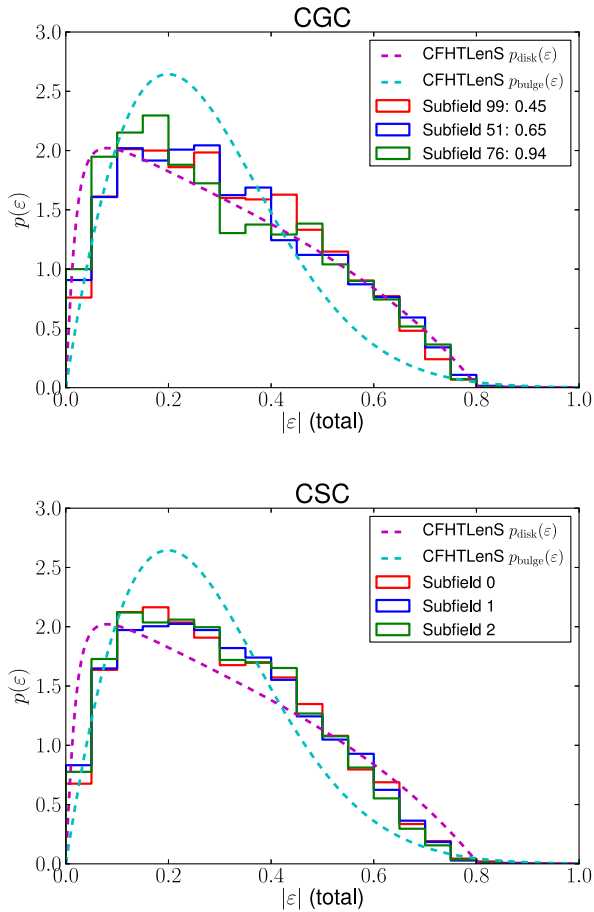 CGC
3.0
2.5
2.0
1.5
1.0
0.5
0.0
p(ε)
CFHTLenS p_disk(ε)
CFHTLenS p_bulge(ε)
Subfield 99: 0.45
Subfield 51: 0.65
Subfield 76: 0.94
0.0 0.2 0.4 0.6 0.8 1.0
|ε| (total)
CSC
3.0
2.5
2.0
1.5
1.0
0.5
0.0
p(ε)
CFHTLenS p_disk(ε)
CFHTLenS p_bulge(ε)
Subfield 0
Subfield 1
Subfield 2
0.0 0.2 0.4 0.6 0.8 1.0
|ε| (total)